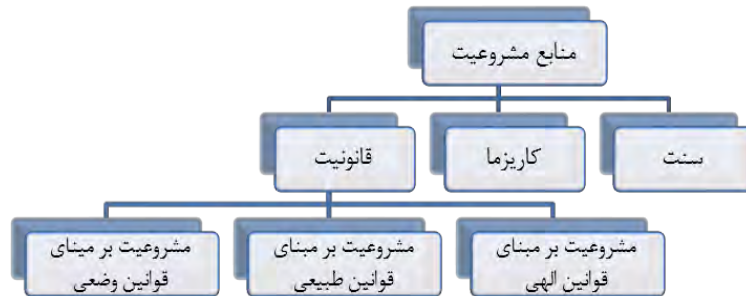 منابع مشروعیت
سنت
کاریزما
قانونیت
مشروعیت بر مبنای
قوانین الهی
مشروعیت بر مبنای
قوانین طبیعی
مشروعیت بر مینای
قوانین وضعی